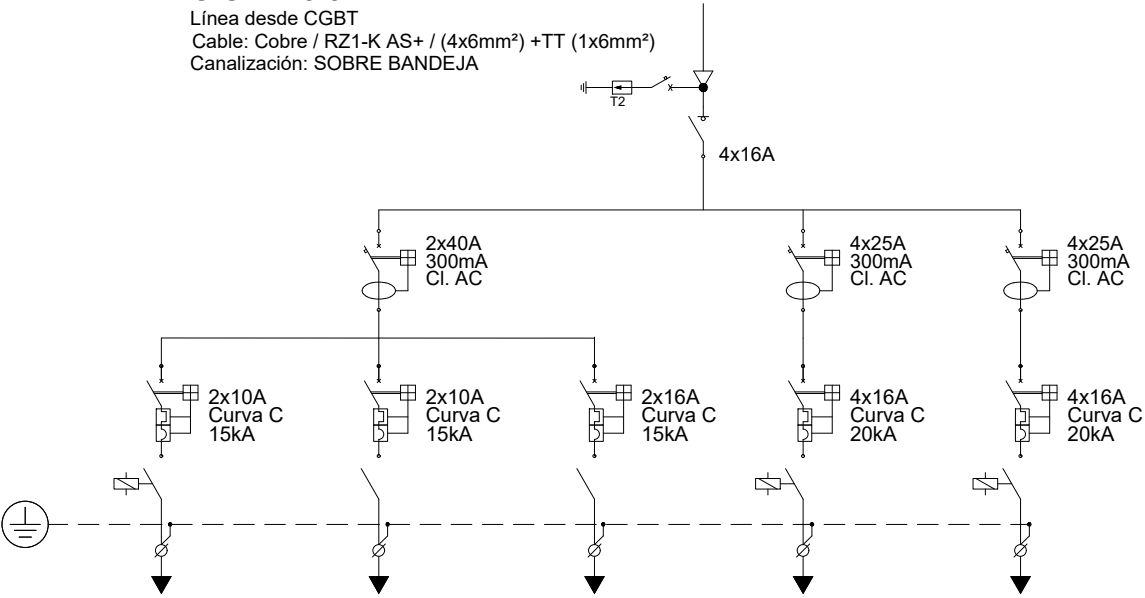 Línea desde CGBT
Cable: Cobre / RZ1-K AS+ / (4x6mm²) +TT (1x6mm²)
Canalización: SOBRE BANDEJA
T2
4x16A
2x40A
300mA
Cl. AC
4x25A
300mA
Cl. AC
4x25A
300mA
Cl. AC
2x10A
Curva C
15kA
2x10A
Curva C
15kA
2x16A
Curva C
15kA
4x16A
Curva C
20kA
4x16A
Curva C
20kA